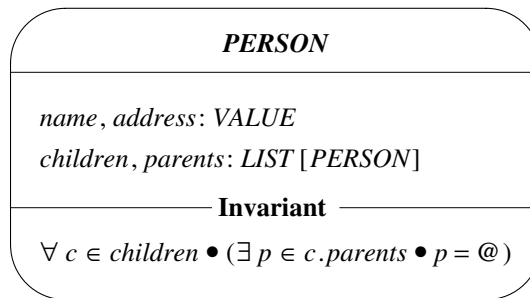 PERSON
name, address: VALUE
children, parents: LIST [PERSON]
Invariant
∀ c ∈ children • (∃ p ∈ c.parents • p = @)